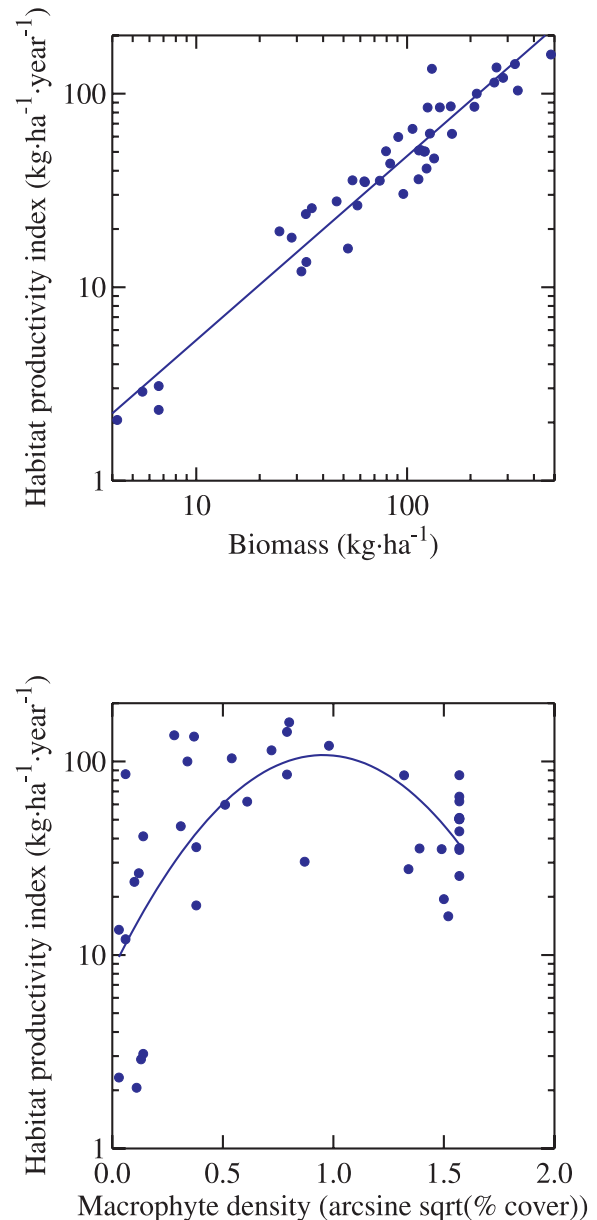 Habitat productivity index (kg·ha⁻¹·year⁻¹)
100
10
1
10 100
Biomass (kg·ha⁻¹)
Habitat productivity index (kg·ha⁻¹·year⁻¹)
100
10
1
0.0 0.5 1.0 1.5 2.0
Macrophyte density (arcsine sqrt(% cover))